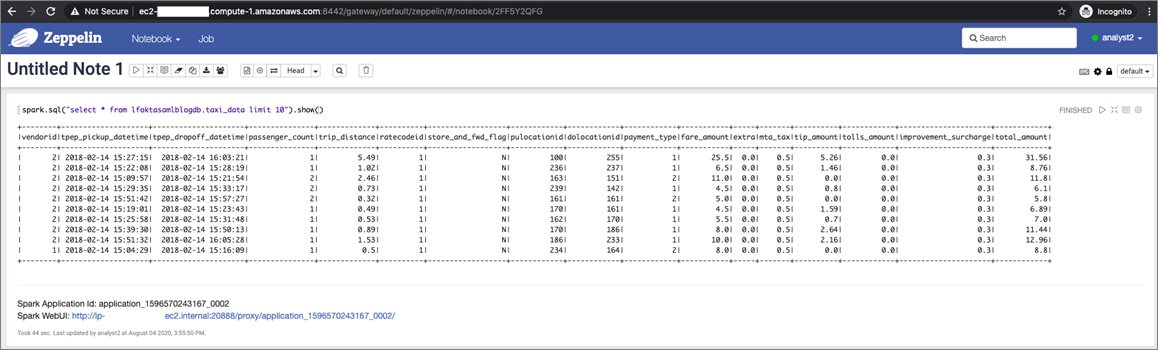 Not Secure ec2- .compute-1.amazonaws.com:8442/gateway/default/zeppelin/#/notebook/2FF5Y2QFG Incognito
Zeppelin Notebook Job Search analyst2
Untitled Note 1 Head default
spark.sql("select * from lfoktasamlblogdb.taxi_data limit 10").show() FINISHED
+--------+--------------------+---------------------+---------------+-------------+----------+------------------+------------+------------+------------+-----------+-----+-------+----------+------------+---------------------+------------+
|vendorid|tpep_pickup_datetime|tpep_dropoff_datetime|passenger_count|trip_distance|ratecodeid|store_and_fwd_flag|pulocationid|dolocationid|payment_type|fare_amount|extra|mta_tax|tip_amount|tolls_amount|improvement_surcharge|total_amount|
+--------+--------------------+---------------------+---------------+-------------+----------+------------------+------------+------------+------------+-----------+-----+-------+----------+------------+---------------------+------------+
| 2| 2018-02-14 15:27:15| 2018-02-14 16:03:21| 1| 5.49| 1| N| 100| 255| 1| 25.5| 0.0| 0.5| 5.26| 0.0| 0.3| 31.56|
| 2| 2018-02-14 15:22:08| 2018-02-14 15:28:19| 1| 1.02| 1| N| 236| 237| 1| 6.5| 0.0| 0.5| 1.46| 0.0| 0.3| 8.76|
| 2| 2018-02-14 15:09:57| 2018-02-14 15:21:54| 2| 2.46| 1| N| 163| 151| 2| 11.0| 0.0| 0.5| 0.0| 0.0| 0.3| 11.8|
| 2| 2018-02-14 15:29:35| 2018-02-14 15:33:17| 2| 0.73| 1| N| 239| 142| 1| 4.5| 0.0| 0.5| 0.8| 0.0| 0.3| 6.1|
| 2| 2018-02-14 15:51:42| 2018-02-14 15:57:27| 2| 0.32| 1| N| 161| 161| 2| 5.0| 0.0| 0.5| 0.0| 0.0| 0.3| 5.8|
| 2| 2018-02-14 15:19:01| 2018-02-14 15:23:43| 1| 0.49| 1| N| 170| 161| 1| 4.5| 0.0| 0.5| 1.59| 0.0| 0.3| 6.89|
| 2| 2018-02-14 15:25:58| 2018-02-14 15:31:48| 1| 0.53| 1| N| 162| 170| 1| 5.5| 0.0| 0.5| 0.7| 0.0| 0.3| 7.0|
| 2| 2018-02-14 15:39:30| 2018-02-14 15:50:13| 1| 0.89| 1| N| 170| 186| 1| 8.0| 0.0| 0.5| 2.64| 0.0| 0.3| 11.44|
| 2| 2018-02-14 15:51:32| 2018-02-14 16:05:28| 1| 1.53| 1| N| 186| 233| 1| 10.0| 0.0| 0.5| 2.16| 0.0| 0.3| 12.96|
| 1| 2018-02-14 15:04:29| 2018-02-14 15:16:09| 1| 0.5| 1| N| 234| 164| 2| 8.0| 0.0| 0.5| 0.0| 0.0| 0.3| 8.8|
+--------+--------------------+---------------------+---------------+-------------+----------+------------------+------------+------------+------------+-----------+-----+-------+----------+------------+---------------------+------------+
Spark Application Id: application_1596570243167_0002
Spark WebUI: http://ip- ec2.internal:20888/proxy/application_1596570243167_0002/
Took 44 sec. Last updated by analyst2 at August 04 2020, 3:55:50 PM.